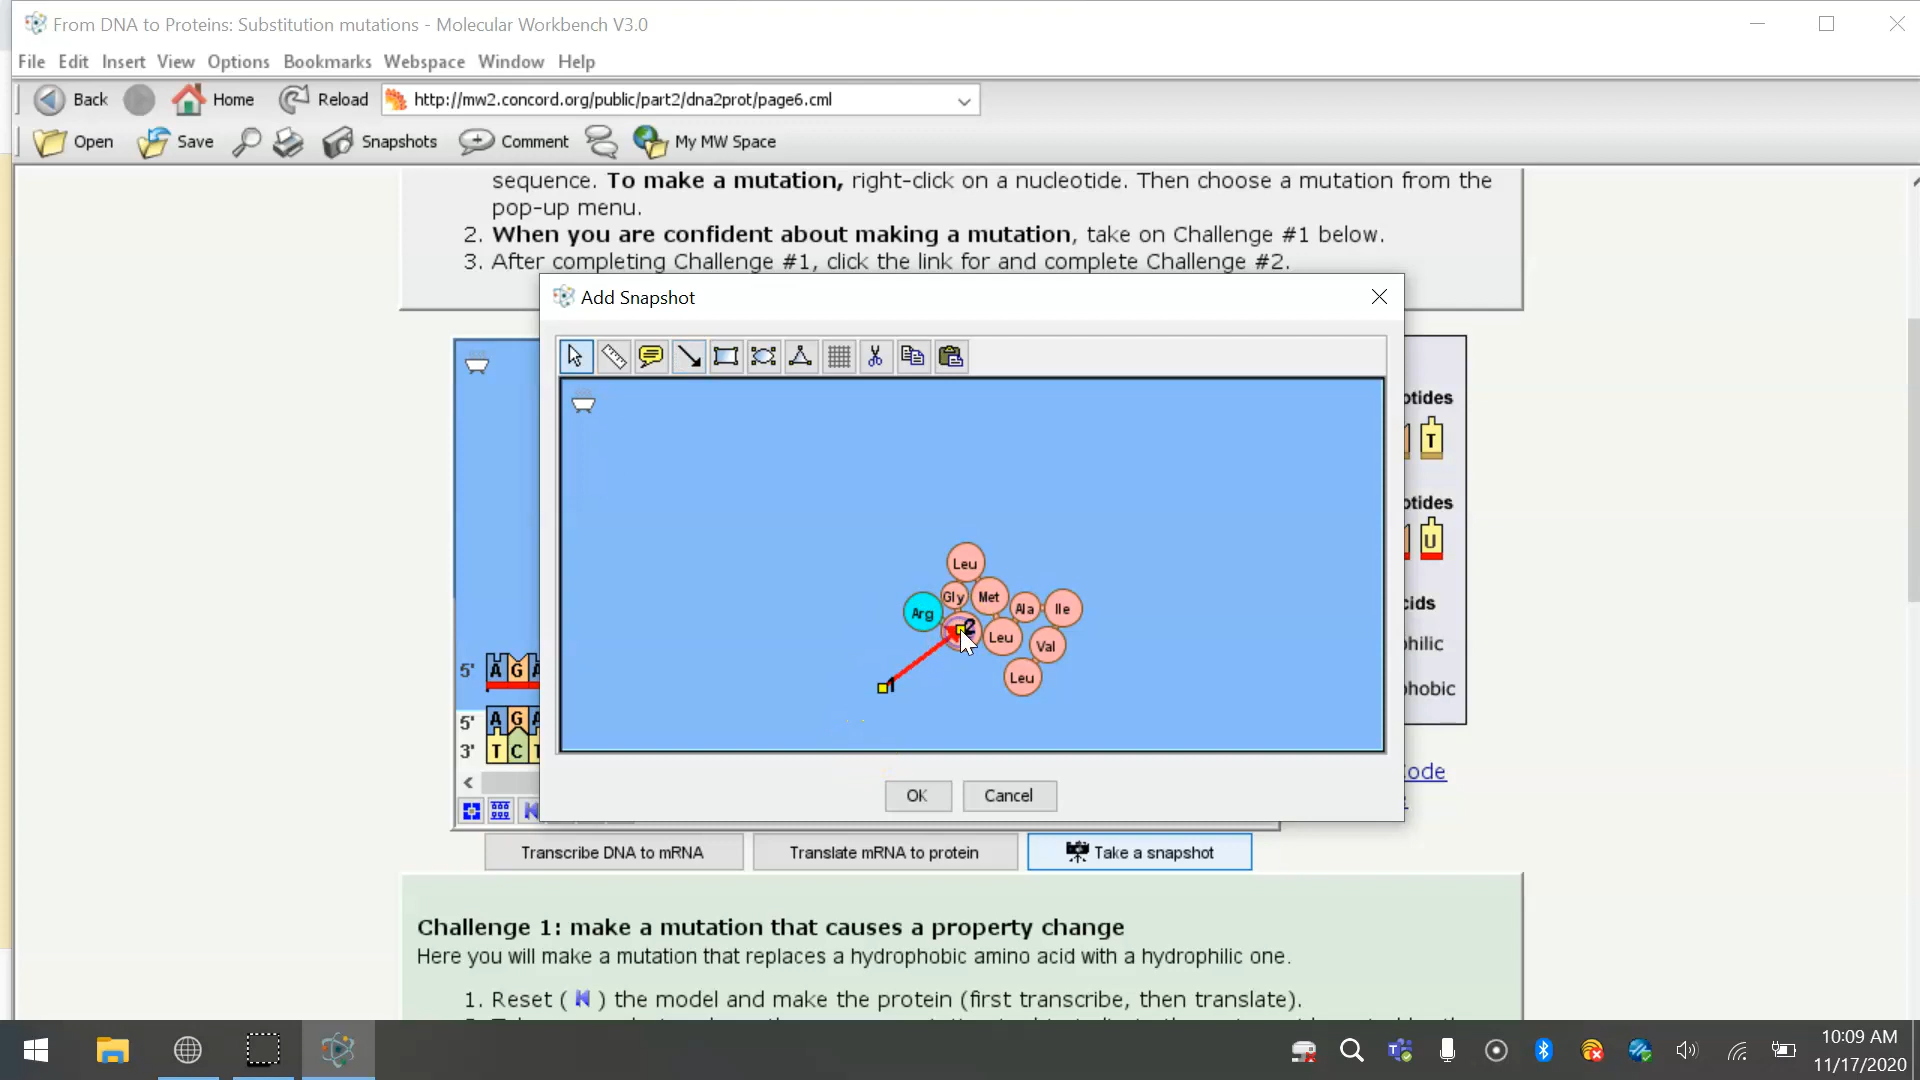 From DNA to Proteins: Substitution mutations - Molecular Workbench V3.0
File Edit Insert View Options Bookmarks Webspace Window Help
Back Home Reload http://mw2.concord.org/public/part2/dna2prot/page6.cml
Open Save Snapshots Comment My MW Space
sequence. To make a mutation, right-click on a nucleotide. Then choose a mutation from the
pop-up menu.
2. When you are confident about making a mutation, take on Challenge #1 below.
3. After completing Challenge #1, click the link for and complete Challenge #2.
Add Snapshot
otides
T
otides
U
cids
philic
phobic
Leu
Gly Met
Arg Ala Ile
2 Leu Val
1 Leu
5' A G A
5' A G A
3' T C T
ode
OK Cancel
Transcribe DNA to mRNA Translate mRNA to protein Take a snapshot
Challenge 1: make a mutation that causes a property change
Here you will make a mutation that replaces a hydrophobic amino acid with a hydrophilic one.
1. Reset ( ) the model and make the protein (first transcribe, then translate).
10:09 AM
11/17/2020